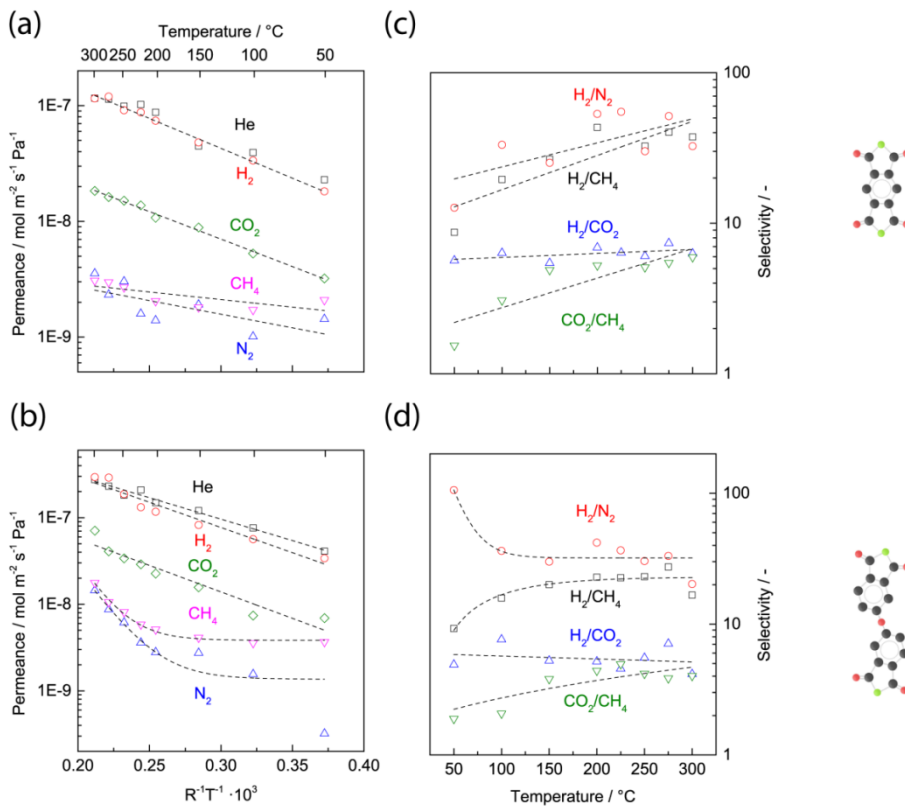 (a)
Temperature / °C
300 250 200 150 100 50
1E-7
1E-8
1E-9
Permeance / mol m⁻² s⁻¹ Pa⁻¹
He
H₂
CO₂
CH₄
N₂
(c)
H₂/N₂
H₂/CH₄
H₂/CO₂
CO₂/CH₄
100
10
1
Selectivity / -
(b)
1E-7
1E-8
1E-9
Permeance / mol m⁻² s⁻¹ Pa⁻¹
He
H₂
CO₂
CH₄
N₂
0.20 0.25 0.30 0.35 0.40
R⁻¹T⁻¹ ·10³
(d)
H₂/N₂
H₂/CH₄
H₂/CO₂
CO₂/CH₄
100
10
1
Selectivity / -
50 100 150 200 250 300
Temperature / °C